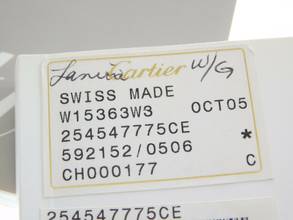 Cartier W/G
SWISS MADE
W15363W3 OCT05
254547775CE
592152/0506 *
CH000177 C
254547775CE